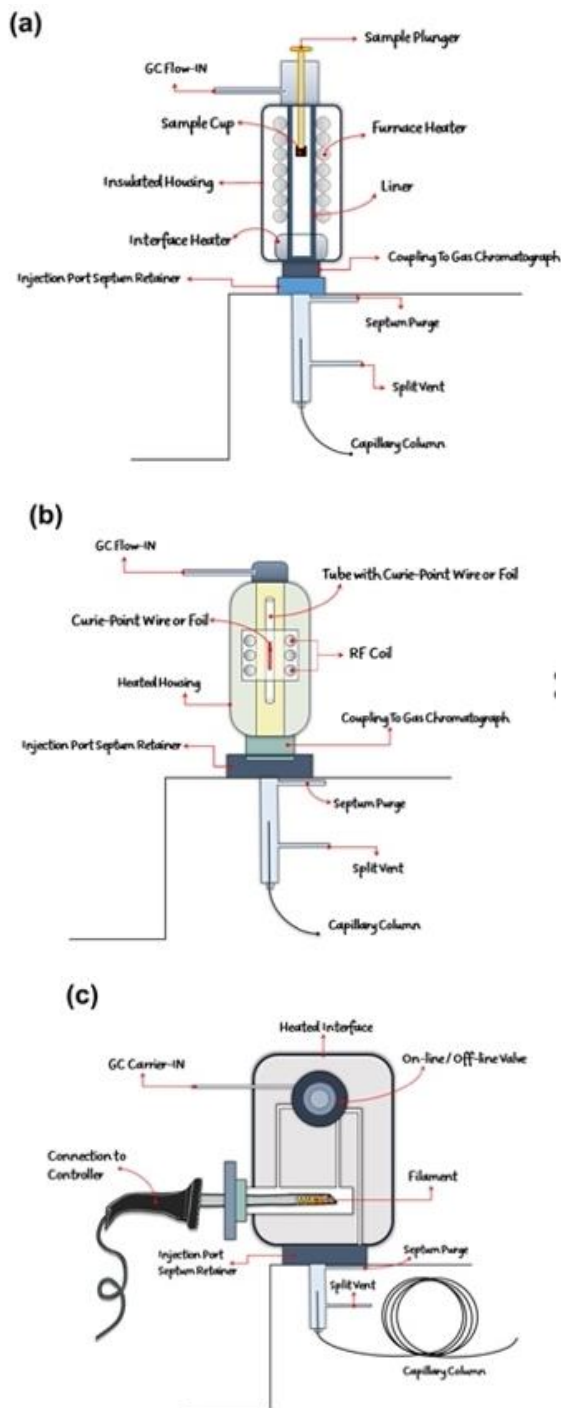 (a)
Sample Plunger
GC Flow-IN
Sample Cup
Furnace Heater
Insulated Housing
Liner
Interface Heater
Coupling To Gas Chromatograph
Injection Port Septum Retainer
Septum Purge
Split Vent
Capillary Column
(b)
GC Flow-IN
Tube with Curie-Point Wire or Foil
Curie-Point Wire or Foil
RF Coil
Heated Housing
Coupling To Gas Chromatograph
Injection Port Septum Retainer
Septum Purge
Split Vent
Capillary Column
(c)
Heated Interface
On-line / Off-line Valve
GC Carrier-IN
Connection to
Controller
Filament
Injection Port
Septum Retainer
Septum Purge
Split Vent
Capillary Column